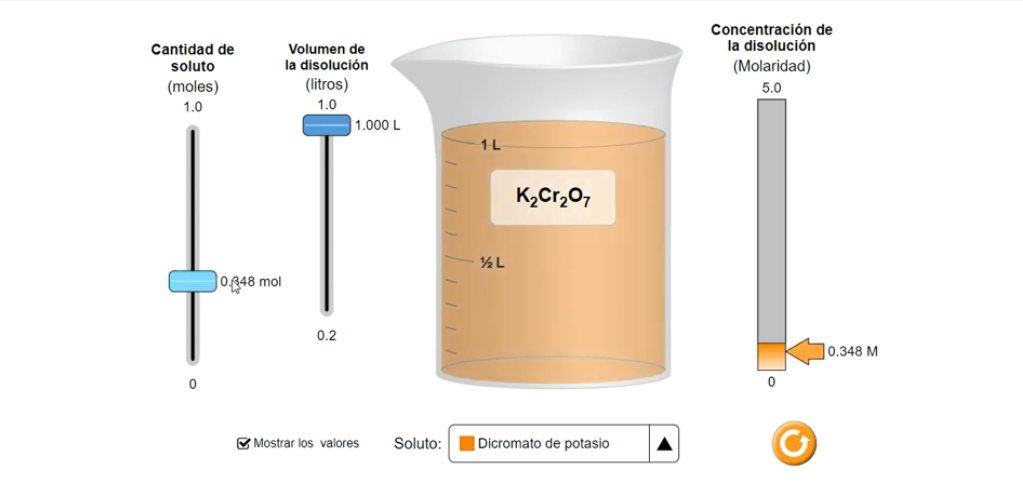 Cantidad de
soluto
(moles)
1.0
0.348 mol
0
Volumen de
la disolución
(litros)
1.0
1.000 L
0.2
1 L
K₂Cr₂O₇
½ L
Concentración de
la disolución
(Molaridad)
5.0
0.348 M
0
Mostrar los valores
Soluto:
Dicromato de potasio